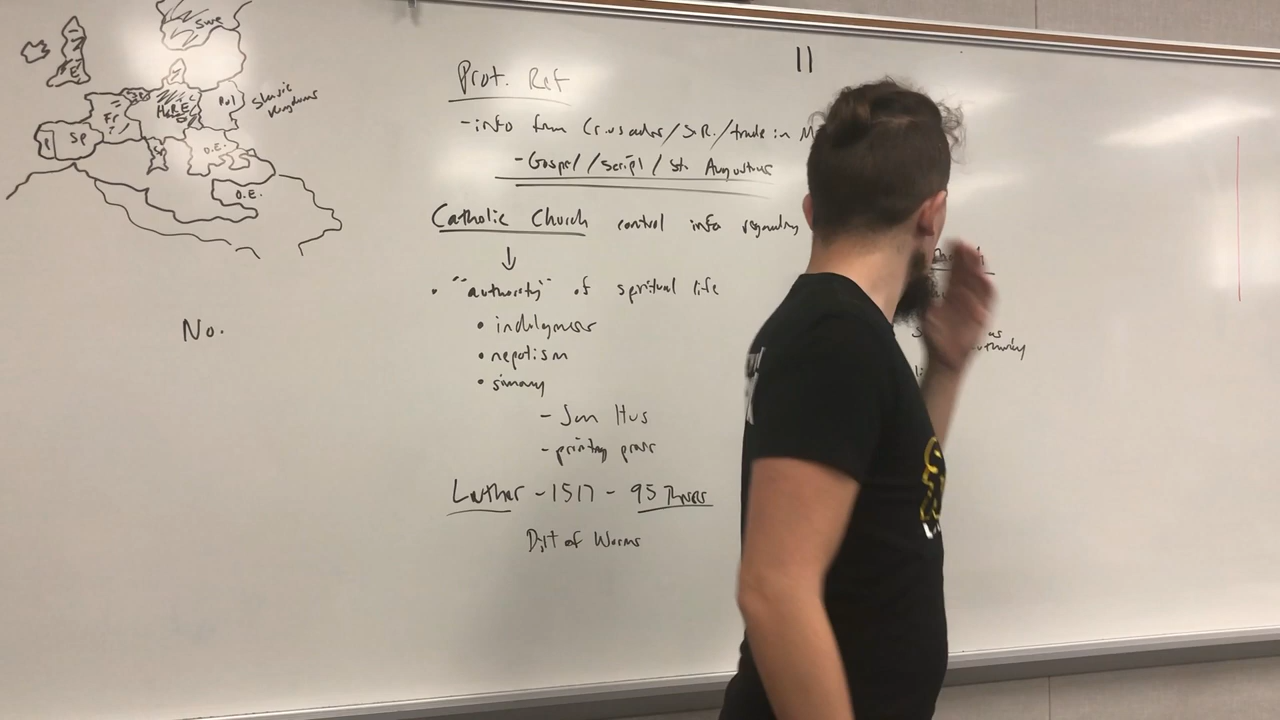 Swe
E
Pol
Slavic
Kingdoms
H.R.E.
Fr
P
SP
O.E.
O.E.
No.
11
Prot. Ref
- info from Crusades/S.R./trade in M
- Gospel/Script/St. Augustine
Catholic Church control info regarding
↓
• "authority" of spiritual life
• indulgences
• nepotism
• simony
- Jan Hus
- printing press
Luther - 1517 - 95 Theses
Diet of Worms
as